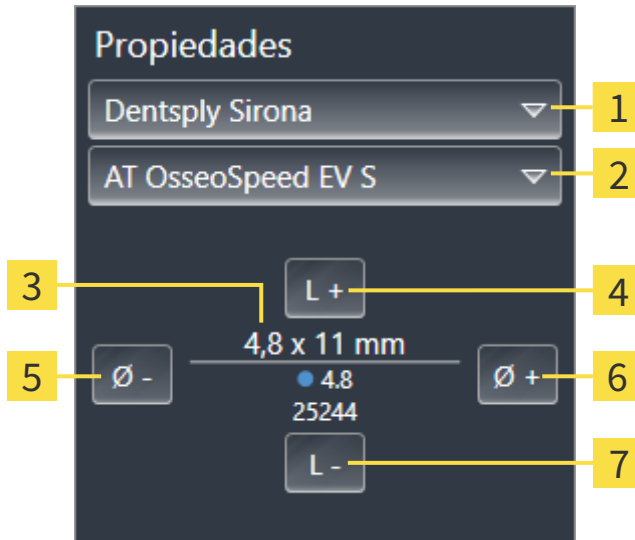 Propiedades
Dentsply Sirona
1
AT OsseoSpeed EV S
2
3
L +
4
4,8 x 11 mm
5
Ø -
4.8
Ø +
6
25244
L -
7